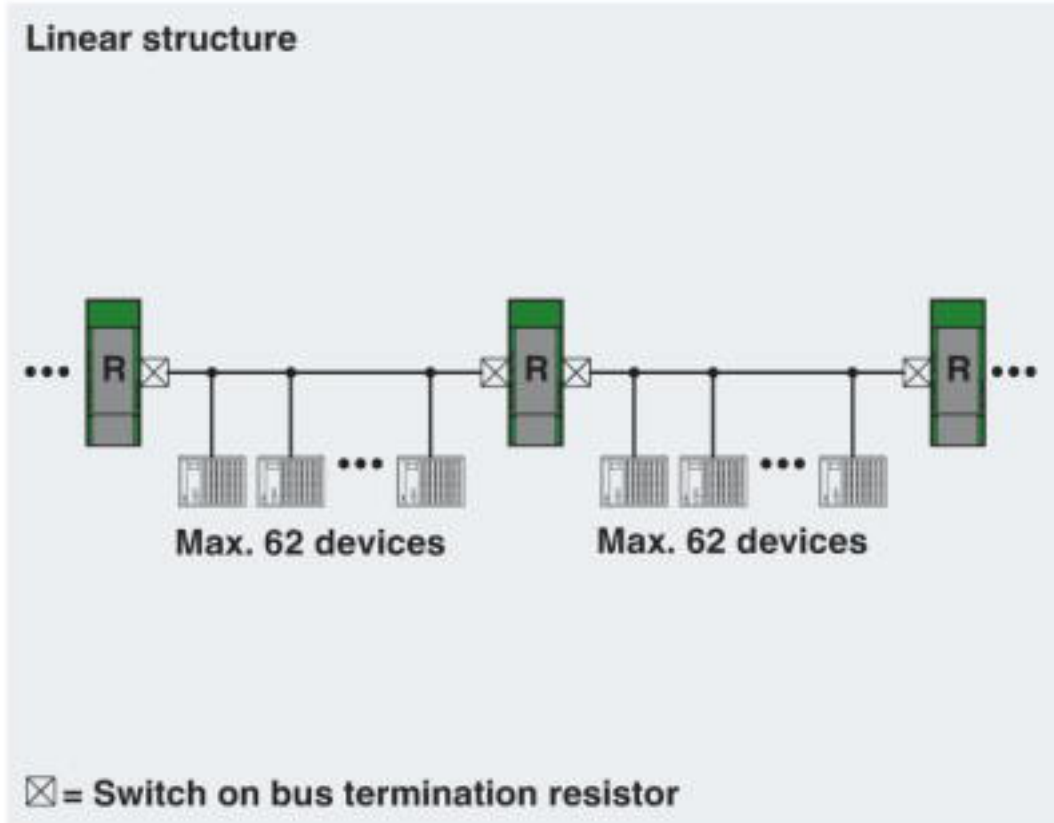 Linear structure
R R R
Max. 62 devices Max. 62 devices
= Switch on bus termination resistor